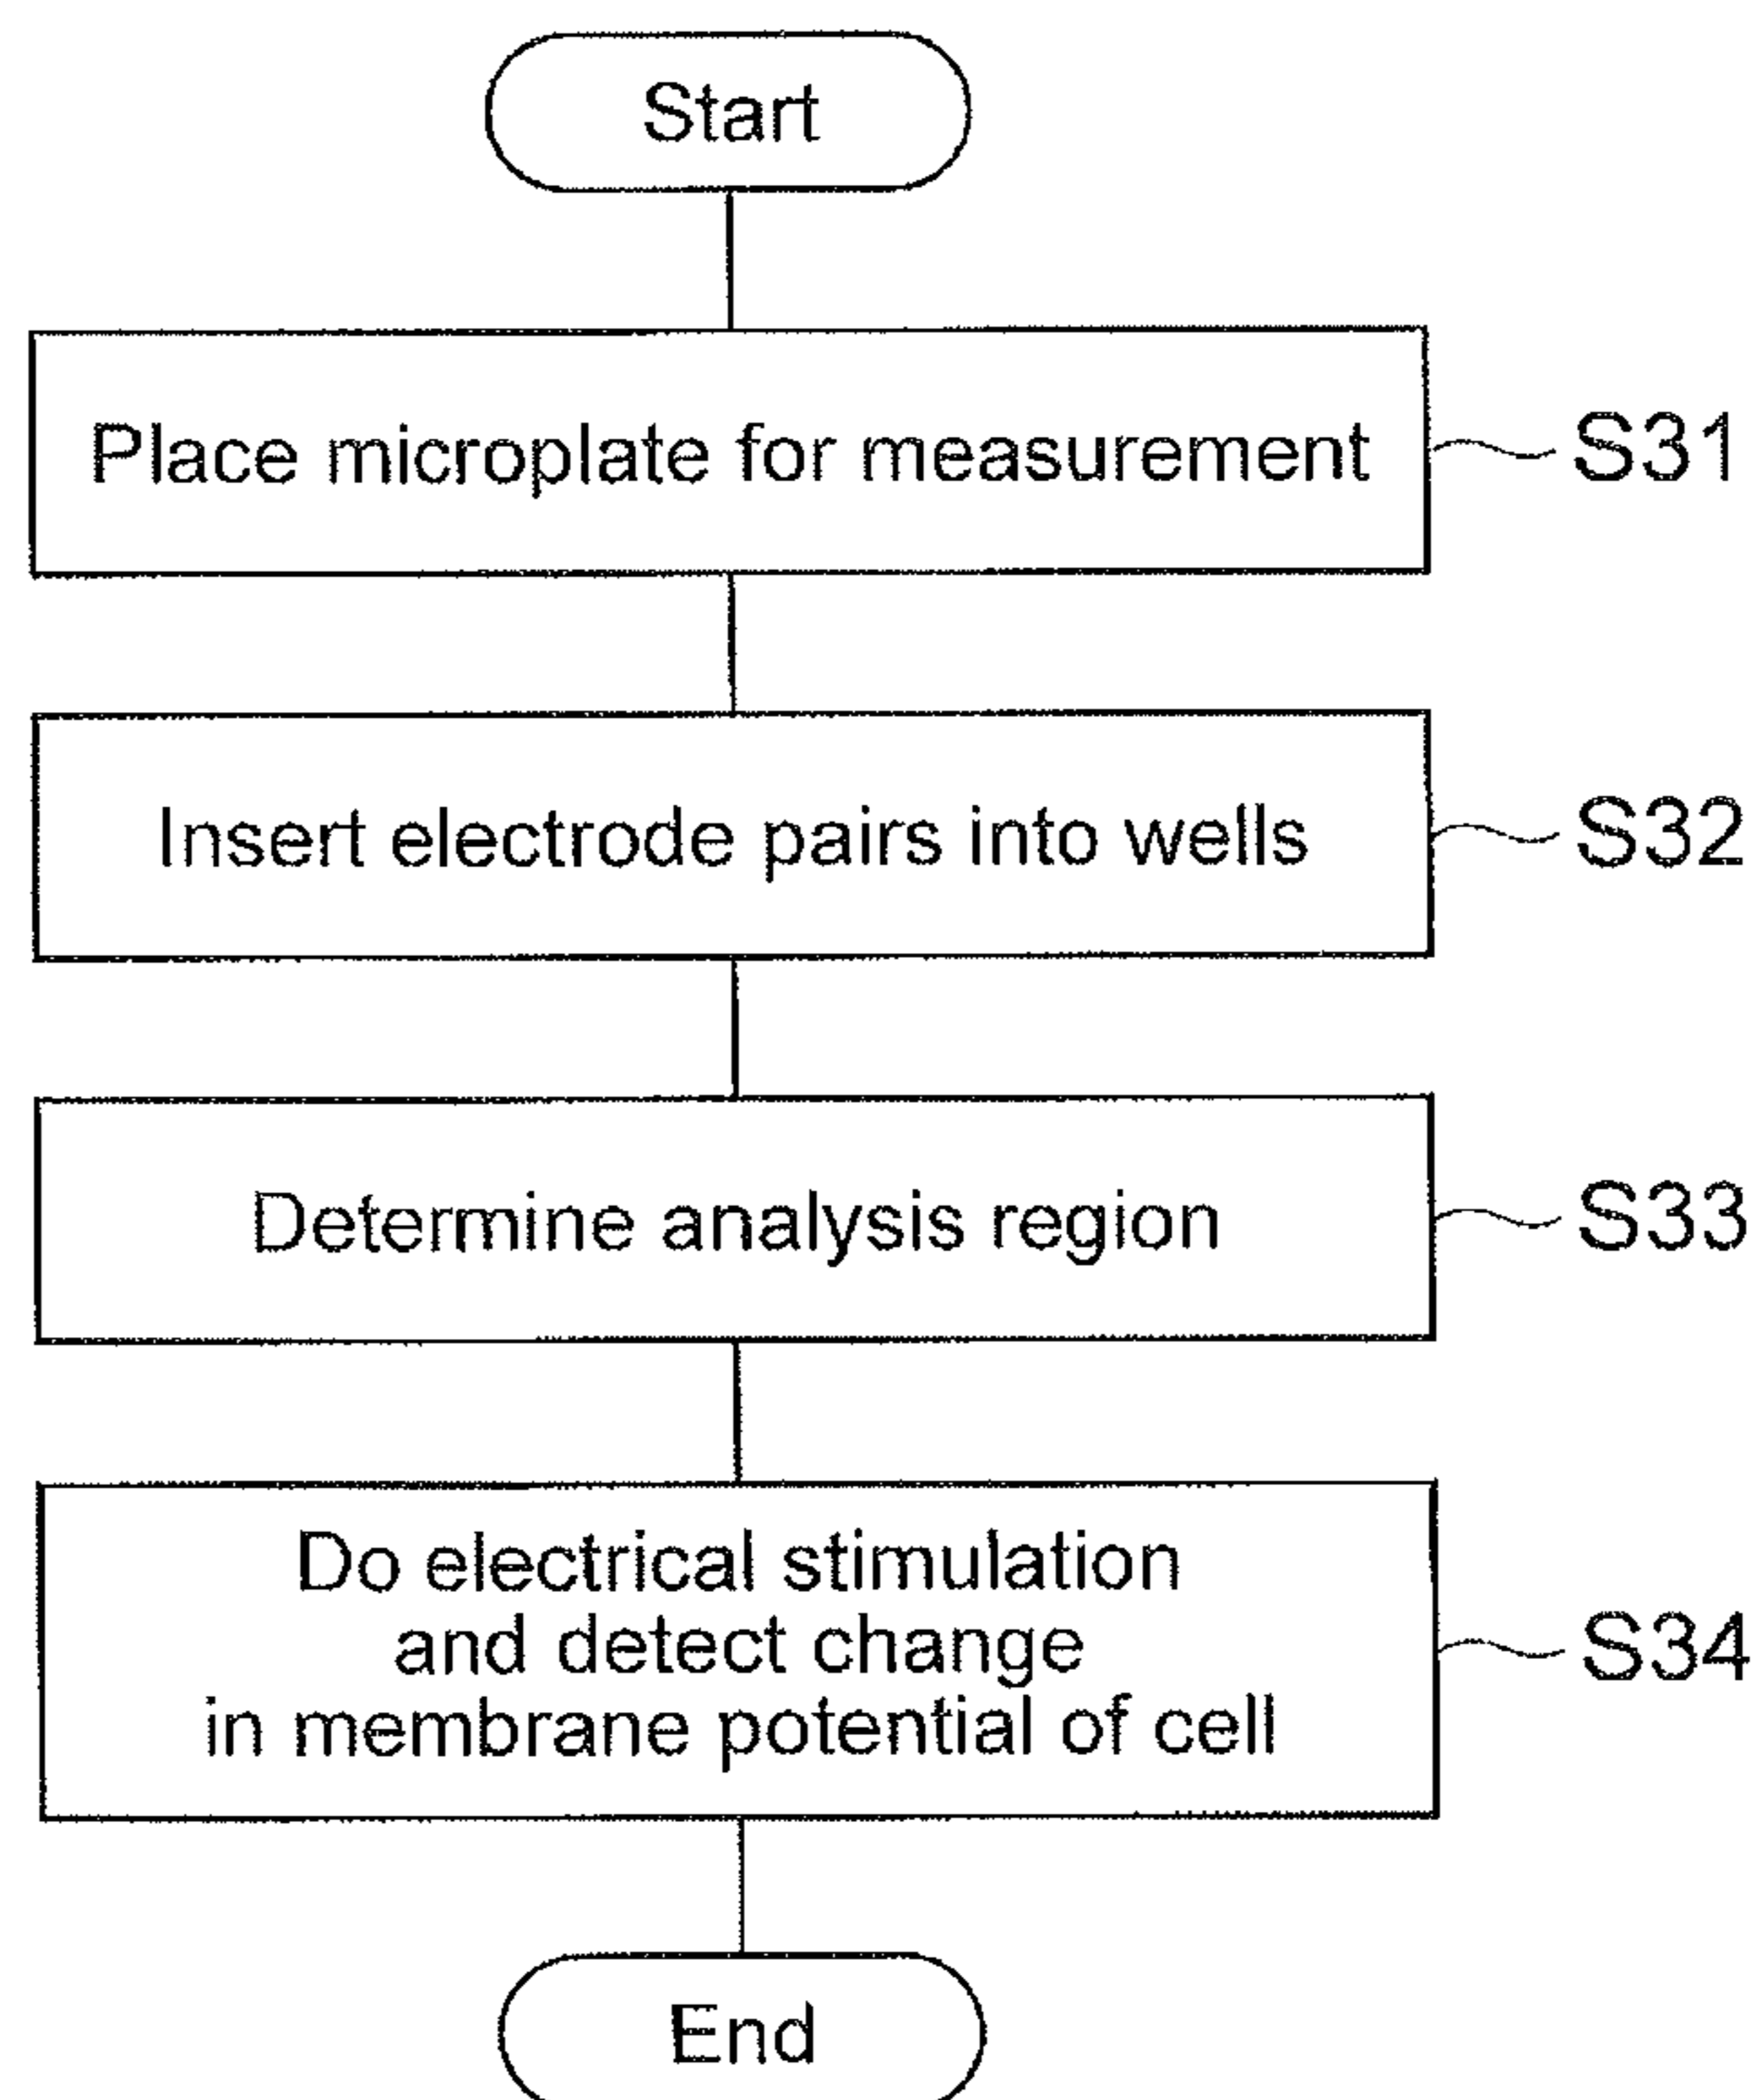 Start
Place microplate for measurement
S31
Insert electrode pairs into wells
S32
Determine analysis region
S33
Do electrical stimulation
and detect change
in membrane potential of cell
S34
End